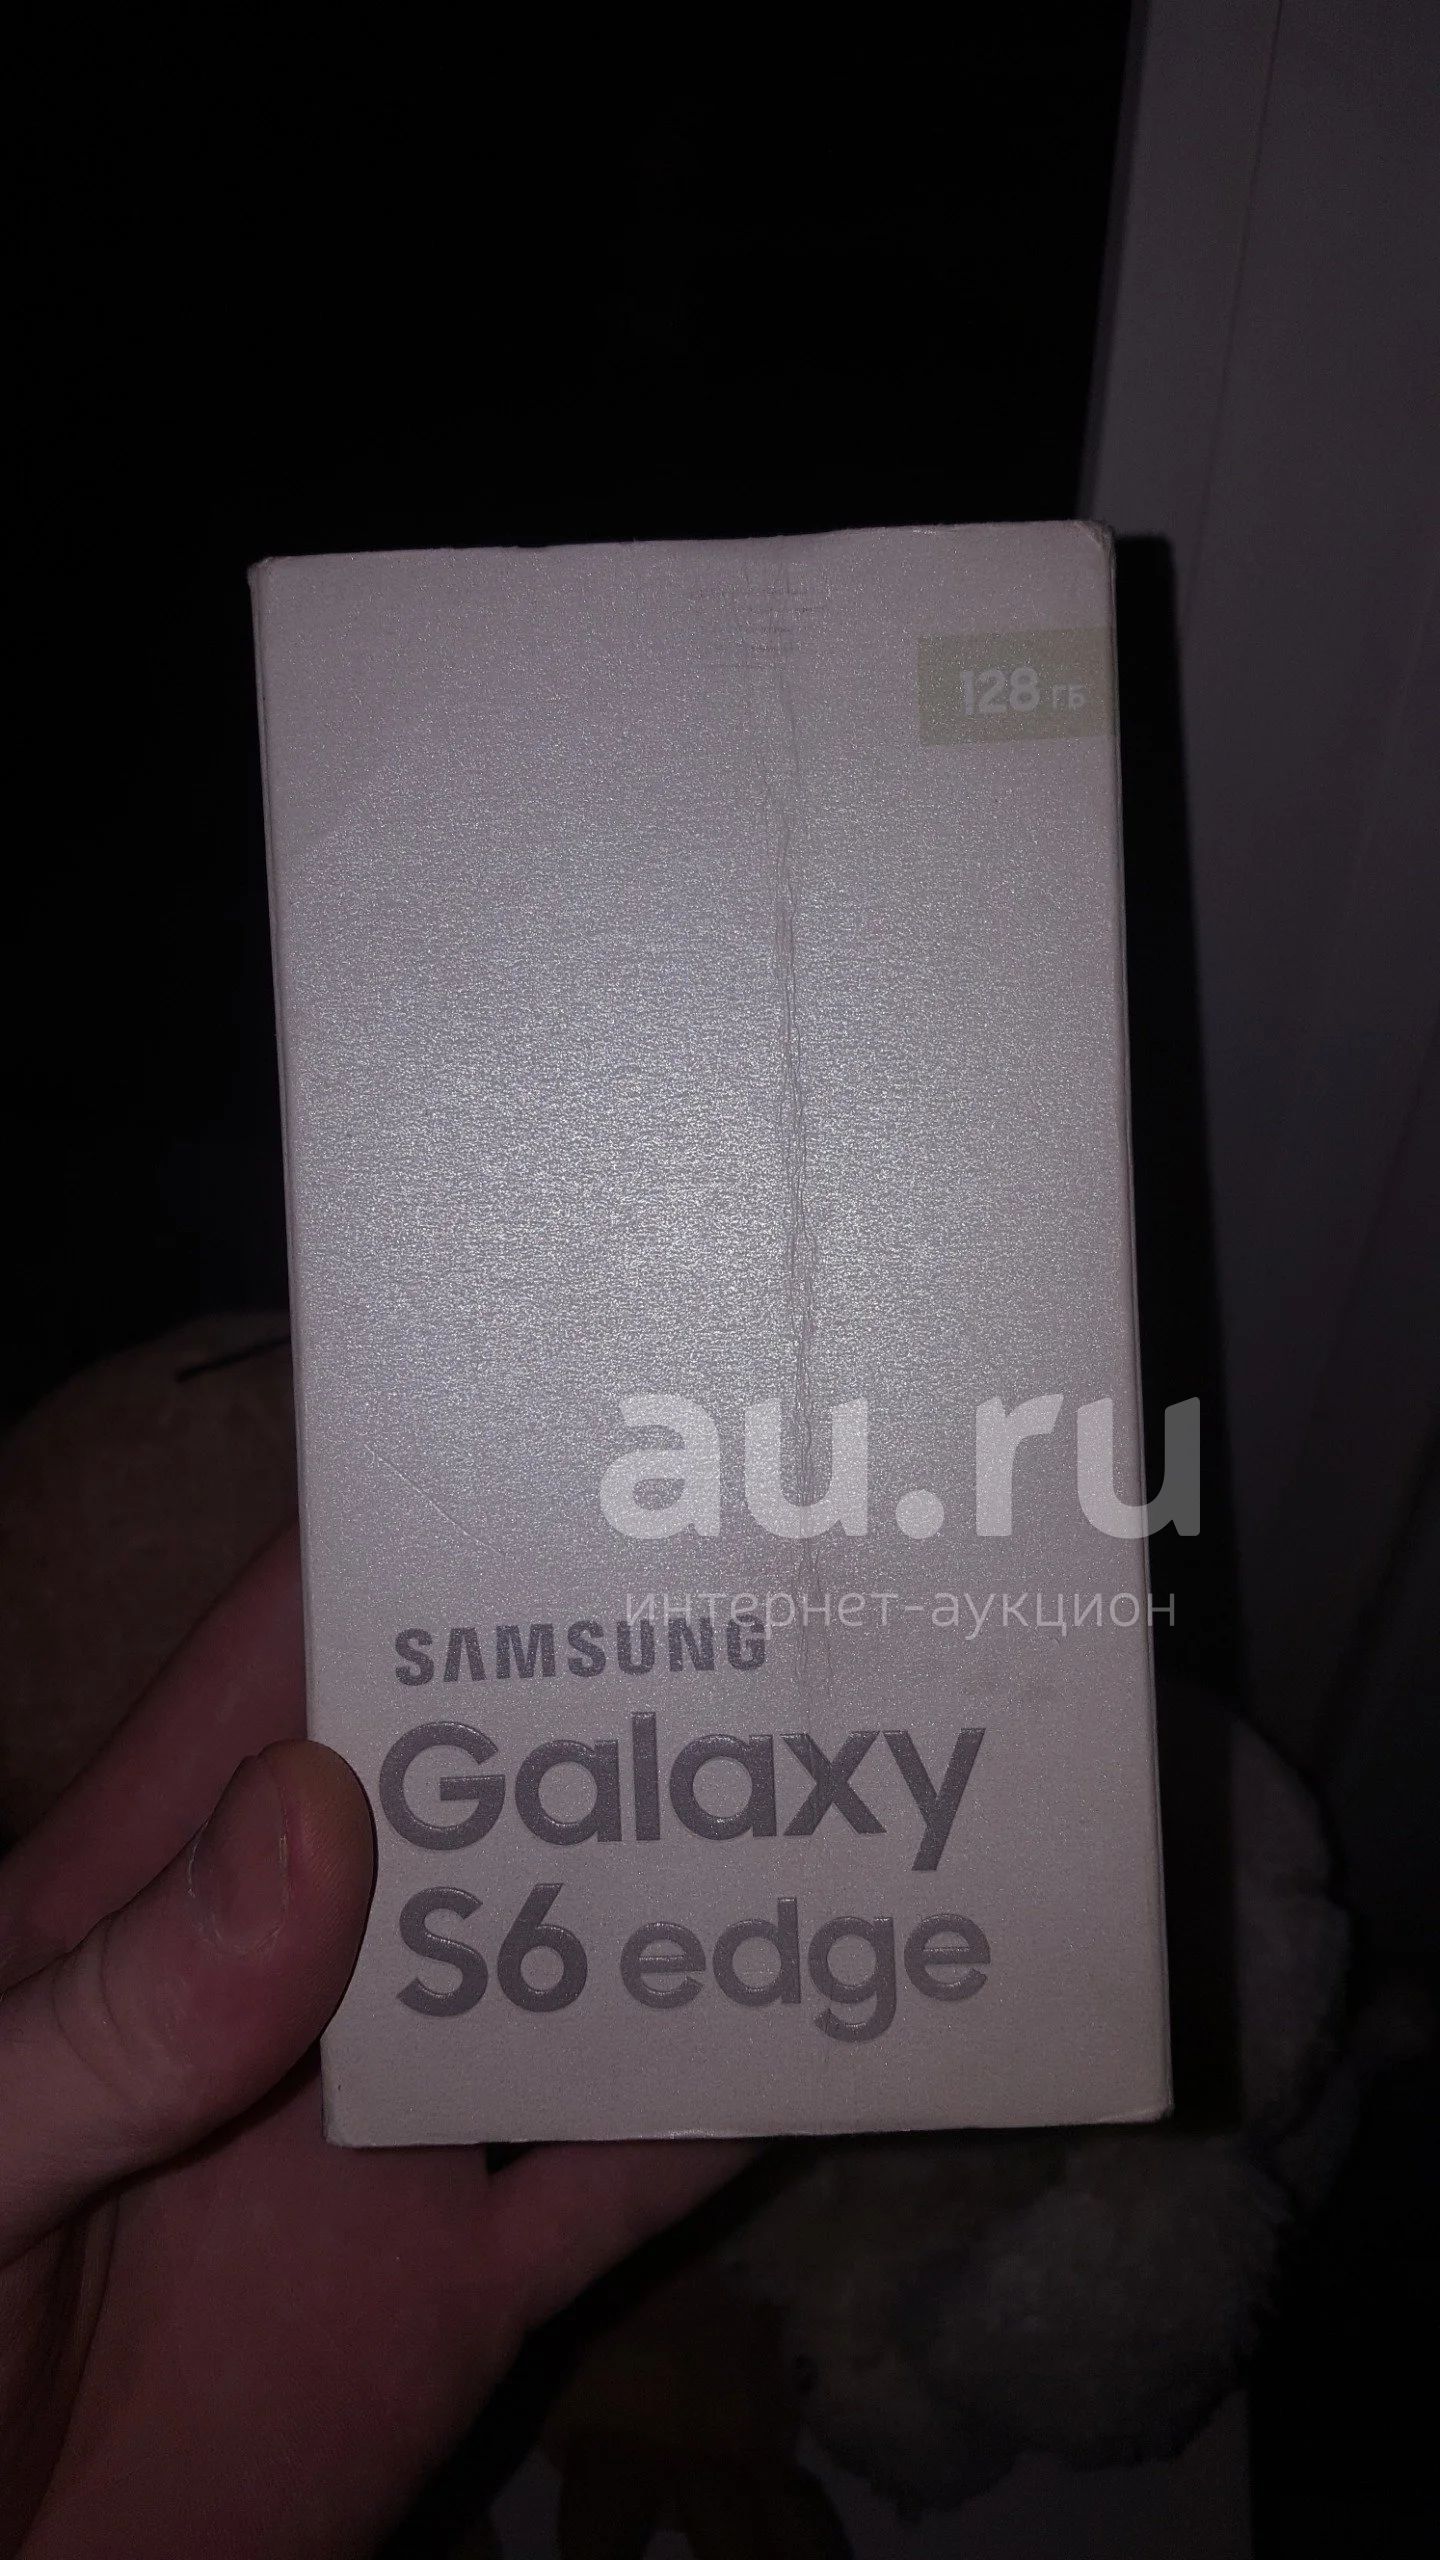 128 ГБ
au.ru
интернет-аукцион
SAMSUNG
Galaxy
S6 edge